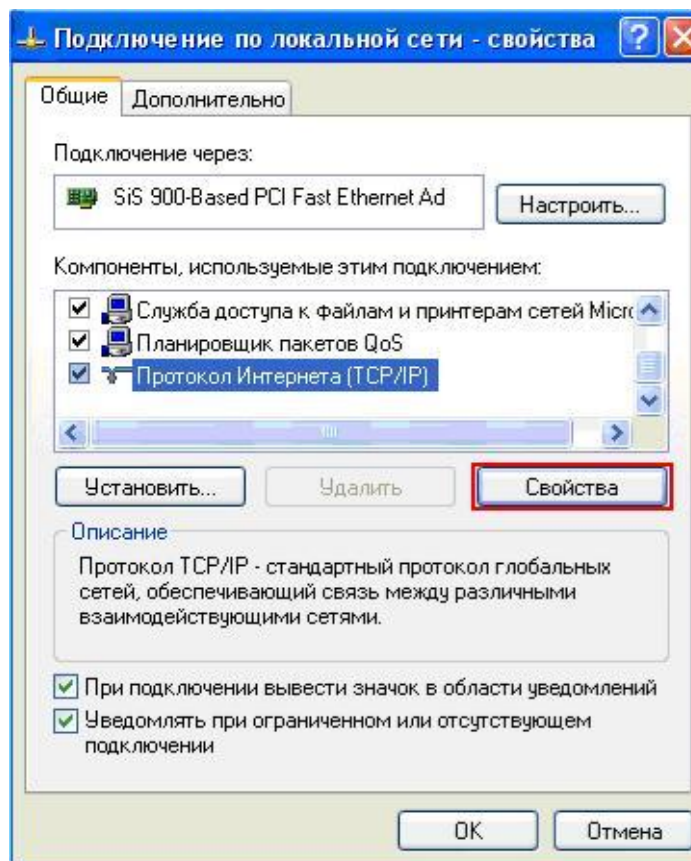 Подключение по локальной сети - свойства
Общие
Дополнительно
Подключение через:
SiS 900-Based PCI Fast Ethernet Ad
Настроить...
Компоненты, используемые этим подключением:
Служба доступа к файлам и принтерам сетей Micro
Планировщик пакетов QoS
Протокол Интернета (TCP/IP)
Установить...
Удалить
Свойства
Описание
Протокол TCP/IP - стандартный протокол глобальных
сетей, обеспечивающий связь между различными
взаимодействующими сетями.
При подключении вывести значок в области уведомлений
Уведомлять при ограниченном или отсутствующем
подключении
OK
Отмена